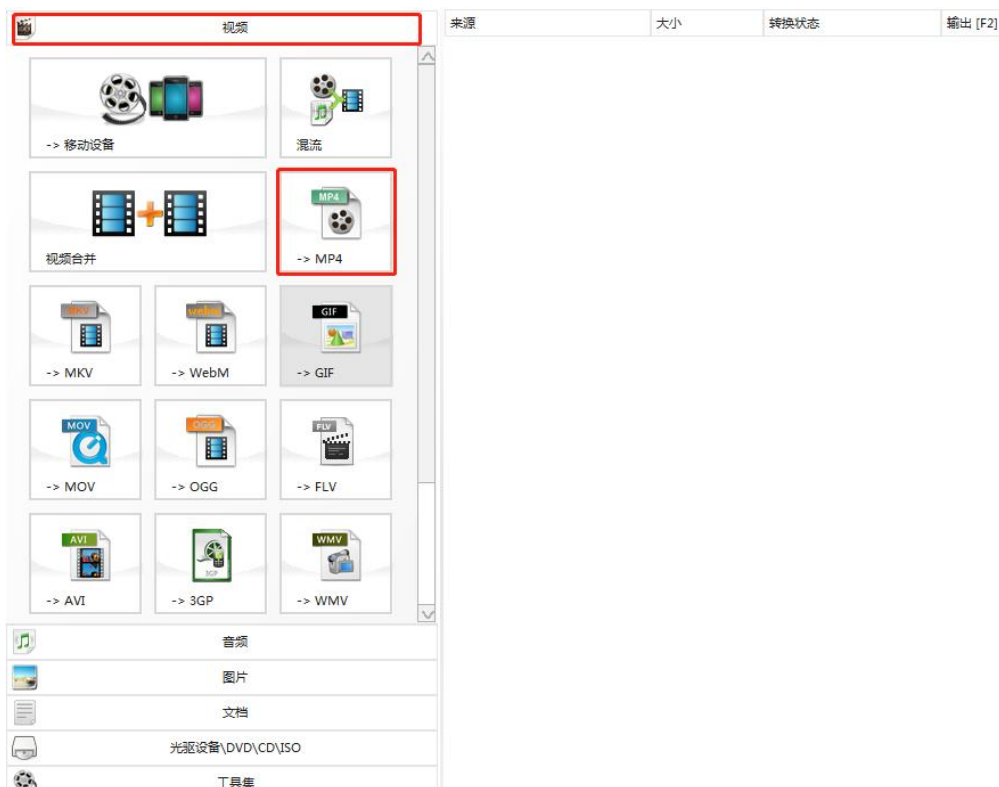 视频
来源 大小 转换状态 输出 [F2]
-> 移动设备
混流
视频合并
MP4
-> MP4
MKV
-> MKV
webm
-> WebM
GIF
-> GIF
MOV
-> MOV
OGG
-> OGG
FLV
-> FLV
AVI
-> AVI
3GP
-> 3GP
WMV
-> WMV
音频
图片
文档
光驱设备\DVD\CD\ISO
工具集